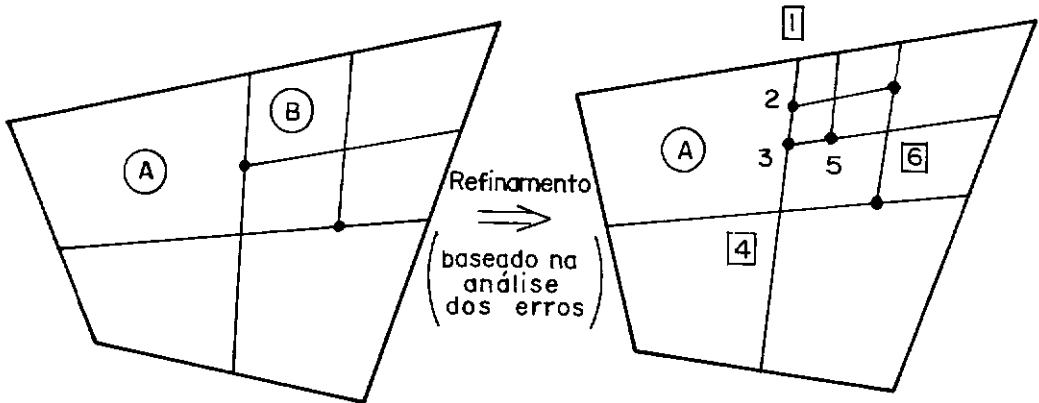 A
B
Refinamento
(baseado na
análise
dos erros)
1
2
A
3
5
6
4